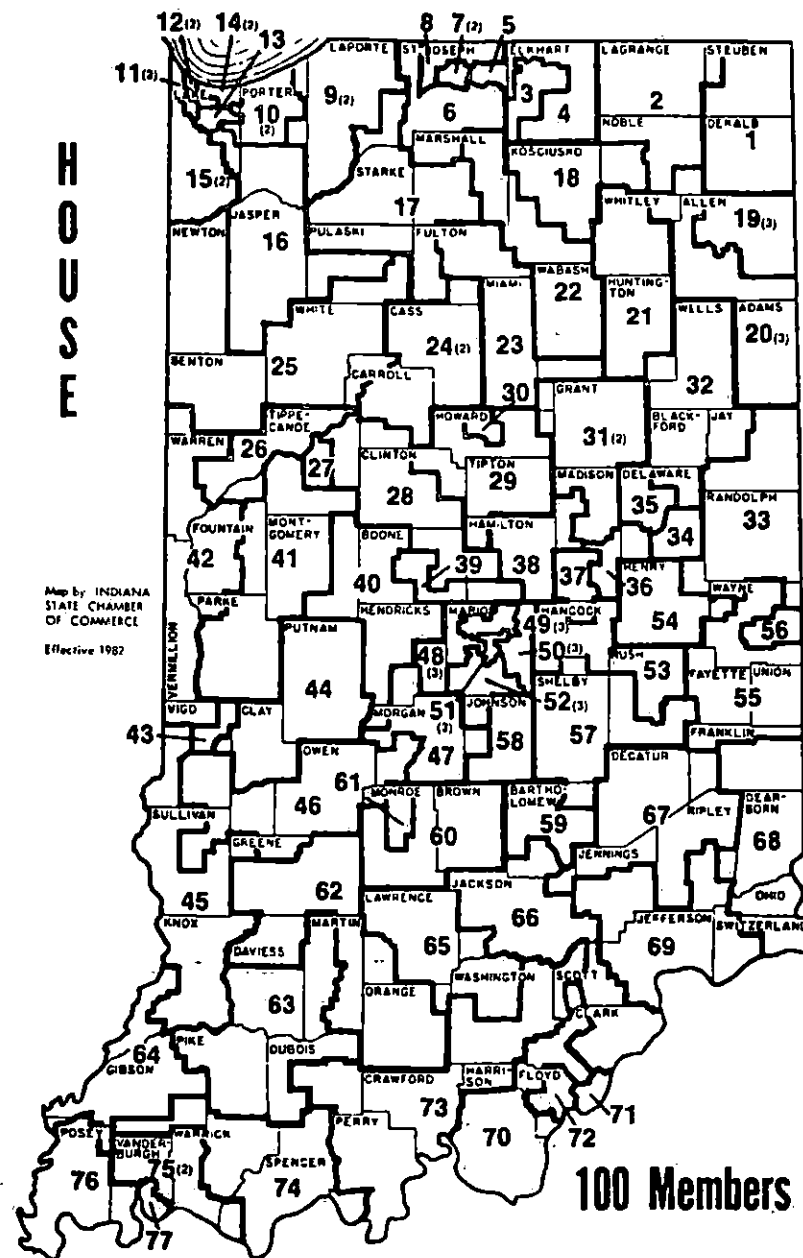 12(2)
14(2)
13
11(2)
8
7(2)
5
LAPORTE
ST. JOSEPH
ELKHART
LAGRANGE
STEUBEN
LAKE
PORTER
10
(2)
9(2)
6
3
4
2
NOBLE
DEKALB
1
HOUSE
15(2)
MARSHALL
STARKE
17
KOSCIUSKO
18
WHITLEY
ALLEN
19(3)
NEWTON
JASPER
16
PULASKI
FULTON
MIAMI
WABASH
22
HUNTING-
TON
21
WELLS
ADAMS
20(3)
WHITE
CASS
24(2)
23
32
BENTON
25
CARROLL
30
HOWARD
GRANT
31(2)
BLACK-
FORD
JAY
WARREN
TIPPE-
CANOE
26
27
CLINTON
28
TIPTON
29
MADISON
DELAWARE
35
34
RANDOLPH
33
FOUNTAIN
42
MONT-
GOMERY
41
BOONE
40
HAMILTON
39
38
37
36
HENRY
54
WAYNE
56
Map by INDIANA
STATE CHAMBER
OF COMMERCE
Effective 1982
VERMILLION
PARKE
PUTNAM
44
HENDRICKS
48
(3)
MARION
HANCOCK
49(3)
50(3)
RUSH
53
FAYETTE
UNION
55
VIGO
43
CLAY
MORGAN
51
(3)
47
JOHNSON
52(3)
58
SHELBY
57
FRANKLIN
OWEN
46
61
MONROE
BROWN
60
BARTHO-
LOMEW
59
DECATUR
67
RIPLEY
DEAR-
BORN
68
SULLIVAN
45
GREENE
62
LAWRENCE
65
JACKSON
66
JENNINGS
OHIO
JEFFERSON
69
SWITZERLAND
KNOX
DAVIESS
63
MARTIN
ORANGE
WASHINGTON
SCOTT
CLARK
64
GIBSON
PIKE
DUBOIS
CRAWFORD
73
HARRI-
SON
70
FLOYD
72
71
POSEY
76
VANDER-
BURGH
75(2)
WARRICK
SPENCER
74
PERRY
77
100 Members